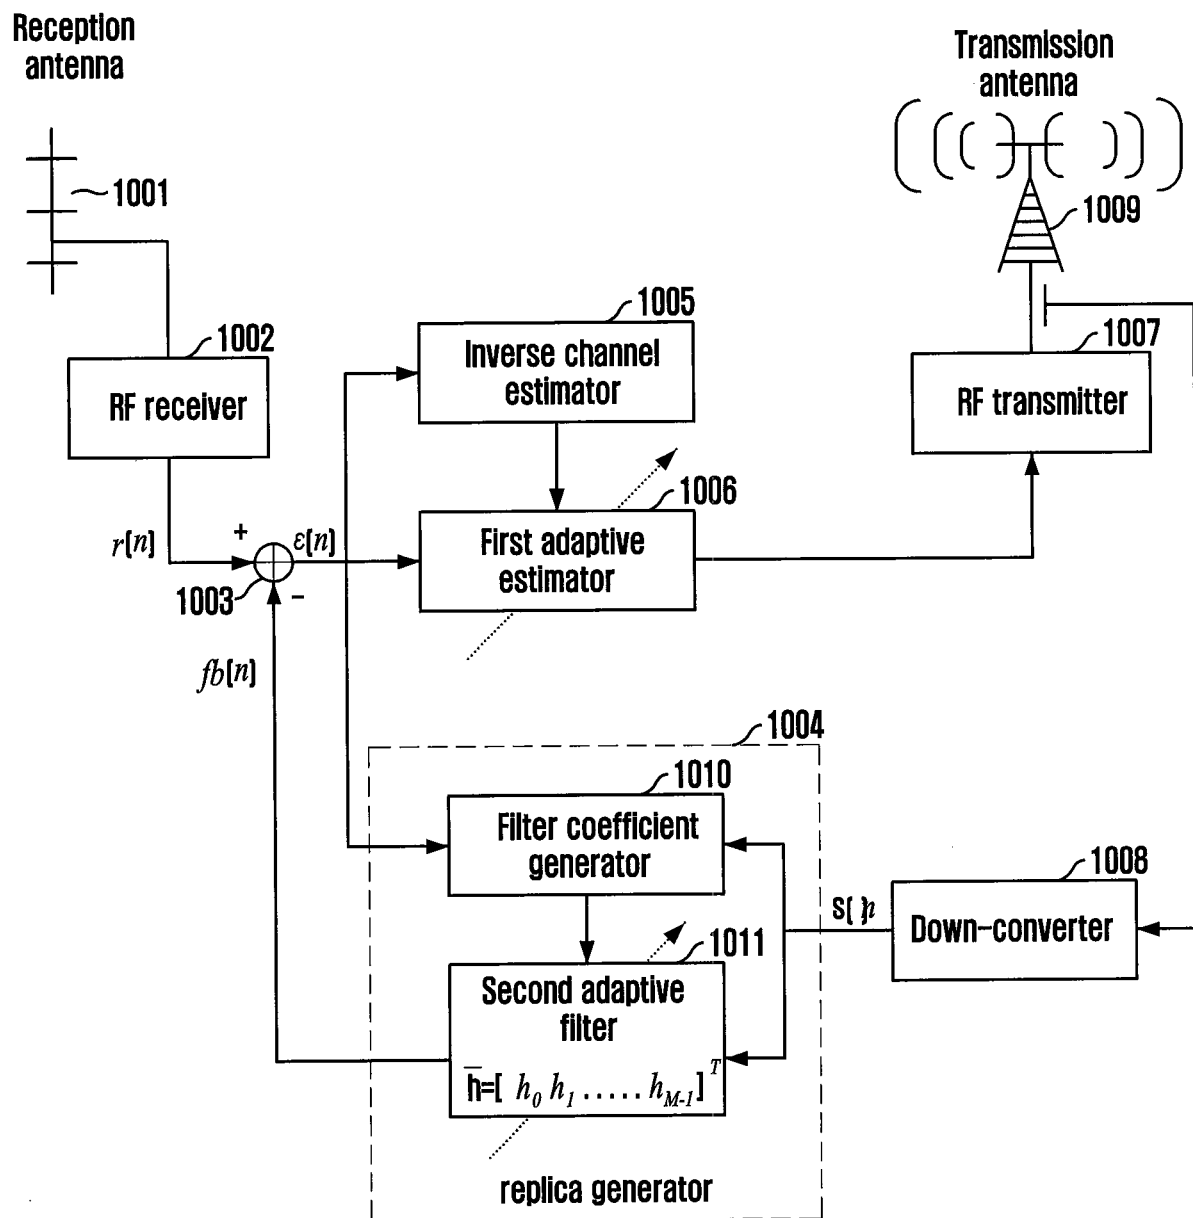 Reception
antenna
Transmission
antenna
1001
1009
1005
1002
1007
Inverse channel
estimator
RF receiver
RF transmitter
1006
r[n]
+
ε[n]
First adaptive
estimator
1003
-
fb[n]
1004
1010
Filter coefficient
generator
1008
S[ ]n
Down-converter
1011
Second adaptive
filter
h̅=[ h₀ h₁ ..... h_M-1]ᵀ
replica generator